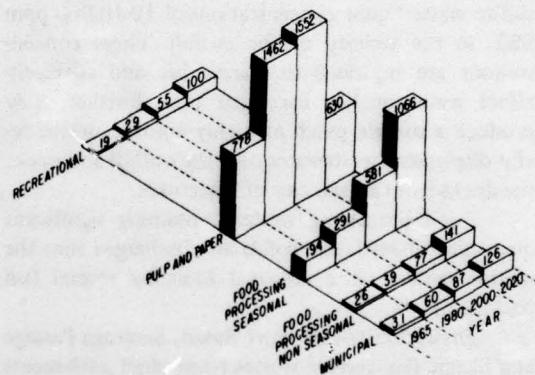 1552
1462
100
55
29
19
630
1066
778
581
291
194
141
77
39
26
126
87
60
31
RECREATIONAL
PULP AND PAPER
FOOD
PROCESSING
SEASONAL
FOOD
PROCESSING
NON SEASONAL
MUNICIPAL
1965
1980
2000
2020
YEAR